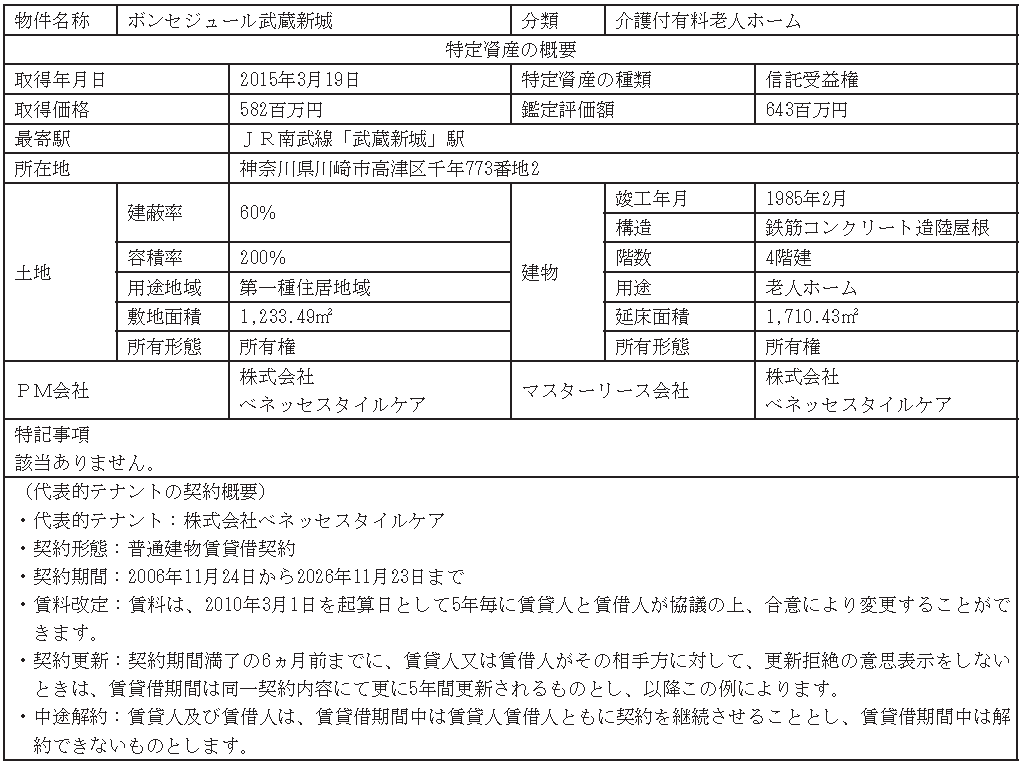 物件名称 ボンセジュール武蔵新城 分類 介護付有料老人ホーム
特定資産の概要
取得年月日 2015年3月19日 特定資産の種類 信託受益権
取得価格 582百万円 鑑定評価額 643百万円
最寄駅 ＪＲ南武線「武蔵新城」駅
所在地 神奈川県川崎市高津区千年773番地2
土地 建蔽率 60% 建物 竣工年月 1985年2月
構造 鉄筋コンクリート造陸屋根
容積率 200% 階数 4階建
用途地域 第一種住居地域 用途 老人ホーム
敷地面積 1,233.49㎡ 延床面積 1,710.43㎡
所有形態 所有権 所有形態 所有権
ＰＭ会社 株式会社 マスターリース会社 株式会社
ベネッセスタイルケア ベネッセスタイルケア
特記事項
該当ありません。
（代表的テナントの契約概要）
・代表的テナント：株式会社ベネッセスタイルケア
・契約形態：普通建物賃貸借契約
・契約期間：2006年11月24日から2026年11月23日まで
・賃料改定：賃料は、2010年3月1日を起算日として5年毎に賃貸人と賃借人が協議の上、合意により変更することがで
きます。
・契約更新：契約期間満了の6ヵ月前までに、賃貸人又は賃借人がその相手方に対して、更新拒絶の意思表示をしない
ときは、賃貸借期間は同一契約内容にて更に5年間更新されるものとし、以降この例によります。
・中途解約：賃貸人及び賃借人は、賃貸借期間中は賃貸人賃借人ともに契約を継続させることとし、賃貸借期間中は解
約できないものとします。